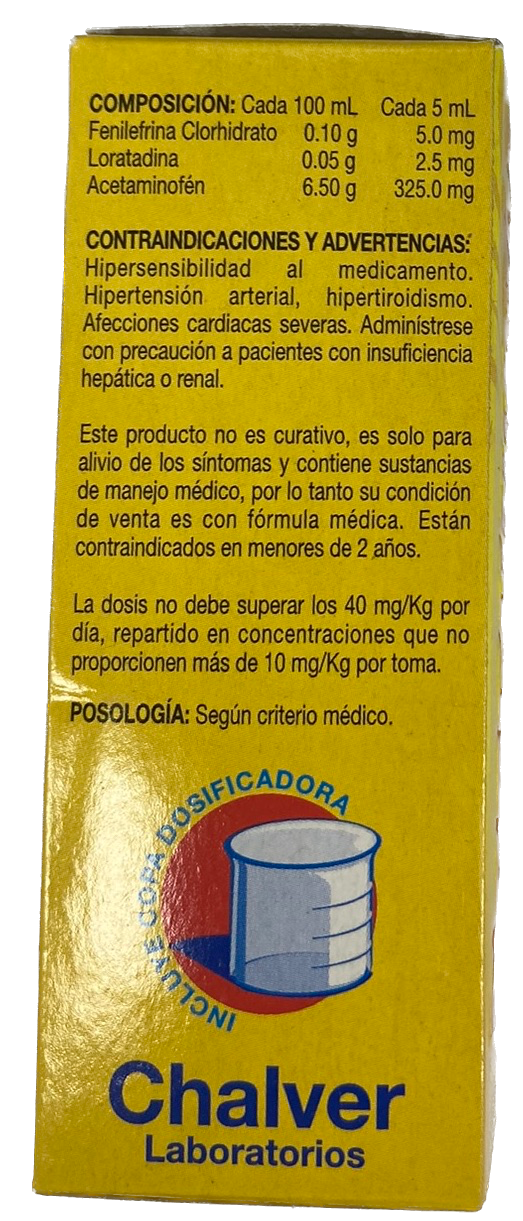 COMPOSICIÓN: Cada 100 mL Cada 5 mL
Fenilefrina Clorhidrato 0.10 g 5.0 mg
Loratadina 0.05 g 2.5 mg
Acetaminofén 6.50 g 325.0 mg
CONTRAINDICACIONES Y ADVERTENCIAS:
Hipersensibilidad al medicamento.
Hipertensión arterial, hipertiroidismo.
Afecciones cardiacas severas. Adminístrese
con precaución a pacientes con insuficiencia
hepática o renal.
Este producto no es curativo, es solo para
alivio de los síntomas y contiene sustancias
de manejo médico, por lo tanto su condición
de venta es con fórmula médica. Están
contraindicados en menores de 2 años.
La dosis no debe superar los 40 mg/Kg por
día, repartido en concentraciones que no
proporcionen más de 10 mg/Kg por toma.
POSOLOGÍA: Según criterio médico.
INCLUYE COPA DOSIFICADORA
Chalver
Laboratorios